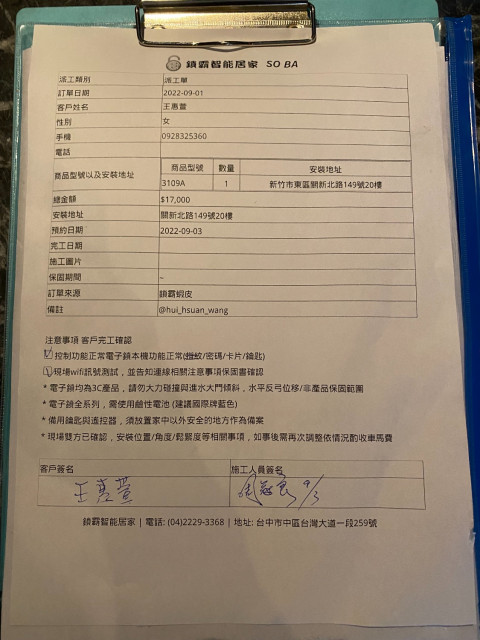 鎖霸智能居家 SO BA
派工類別 派工單
訂單日期 2022-09-01
客戶姓名 王惠萱
性別 女
手機 0928325360
電話
商品型號以及安裝地址 商品型號 數量 安裝地址
3109A 1 新竹市東區關新北路149號20樓
總金額 $17,000
安裝地址 關新北路149號20樓
預約日期 2022-09-03
完工日期
施工圖片
保固期間 ~
訂單來源 鎖霸蝦皮
備註 @hui_hsuan_wang
注意事項 客戶完工確認
控制功能正常電子鎖本機功能正常(指紋/密碼/卡片/鑰匙)
現場wifi訊號測試，並告知連線相關注意事項保固書確認
* 電子鎖均為3C產品，請勿大力碰撞與進水大門傾斜，水平反弓位移/非產品保固範圍
* 電子鎖全系列，需使用鹼性電池 (建議國際牌藍色)
* 備用鑰匙與遙控器，須放置家中以外安全的地方作為備案
* 現場雙方已確認，安裝位置/角度/鬆緊度等相關事項，如事後需再次調整依情況酌收車馬費
客戶簽名 施工人員簽名
王惠萱 9/3
鎖霸智能居家 | 電話: (04)2229-3368 | 地址: 台中市中區台灣大道一段259號